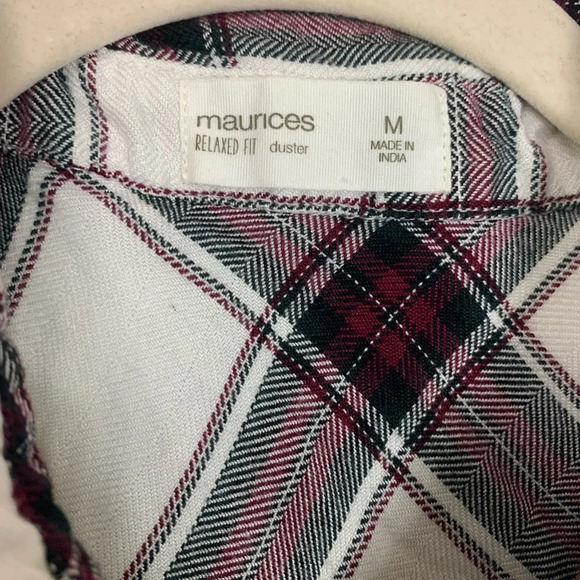 maurices
RELAXED FIT duster
M
MADE IN
INDIA